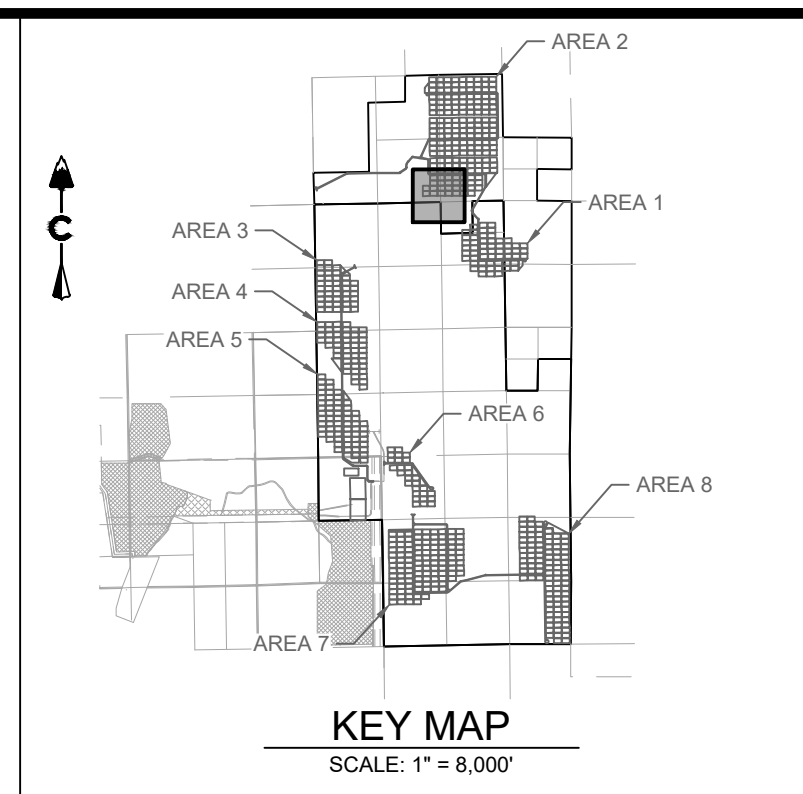 AREA 2
AREA 1
AREA 3
AREA 4
AREA 5
AREA 6
AREA 8
AREA 7
C
KEY MAP
SCALE: 1" = 8,000'